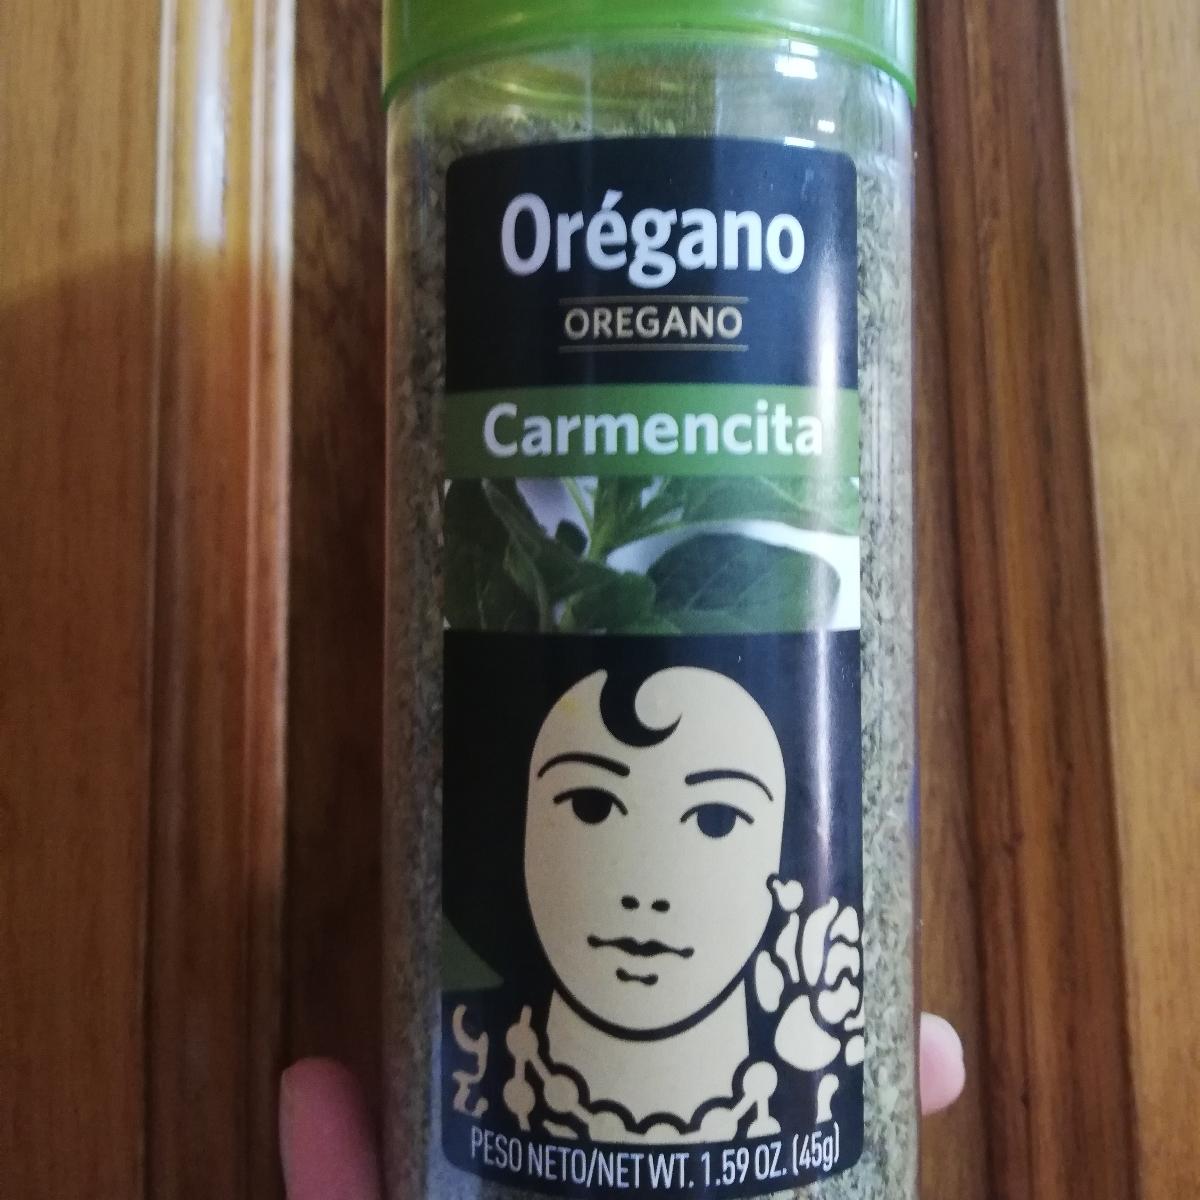 Orégano
OREGANO
Carmencita
PESO NETO/NET WT. 1.59 OZ. (45g)